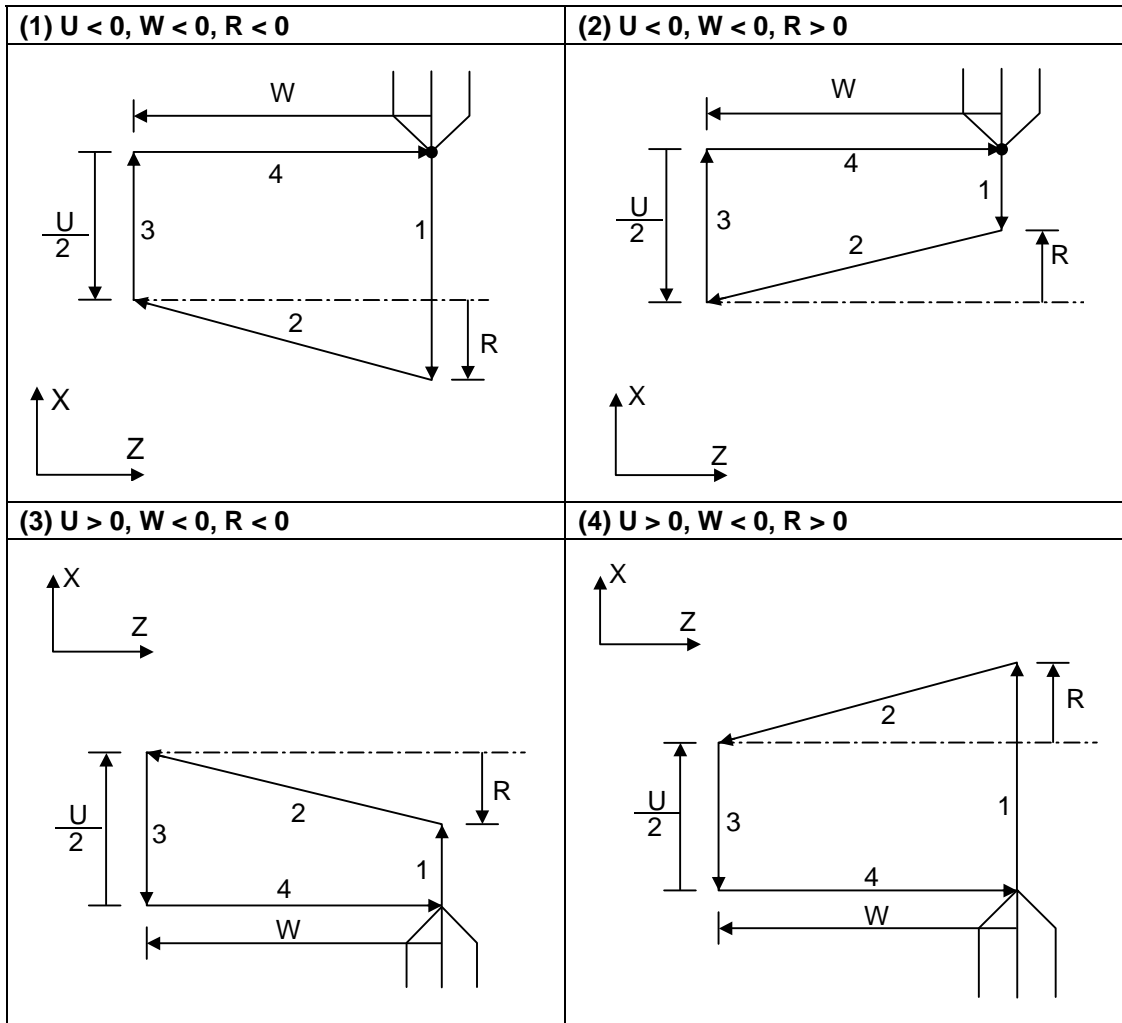 (1) U < 0, W < 0, R < 0
W
4
U
2
3
1
2
R
X
Z
(2) U < 0, W < 0, R > 0
W
4
U
2
3
1
2
R
X
Z
(3) U > 0, W < 0, R < 0
X
Z
U
2
3
2
R
1
4
W
(4) U > 0, W < 0, R > 0
X
Z
2
R
U
2
3
1
4
W